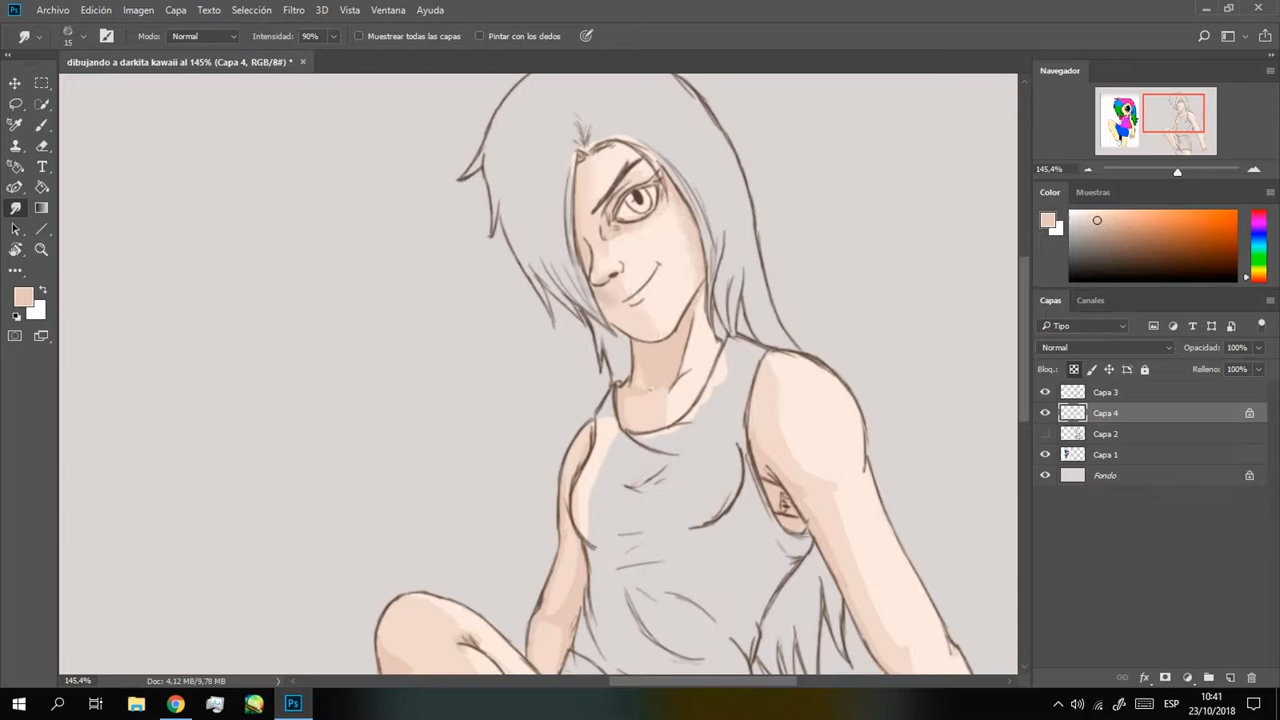 Ps Archivo Edición Imagen Capa Texto Selección Filtro 3D Vista Ventana Ayuda
15 Modo: Normal Intensidad: 90% Muestrear todas las capas Pintar con los dedos
dibujando a darkita kawaii al 145% (Capa 4, RGB/8#) *
Navegador
145,4%
Color Muestras
Capas Canales
Tipo
Normal Opacidad: 100%
Bloq.: Relleno: 100%
Capa 3
Capa 4
Capa 2
Capa 1
Fondo
145,4% Doc: 4,12 MB/9,78 MB
Ps ESP 10:41
23/10/2018